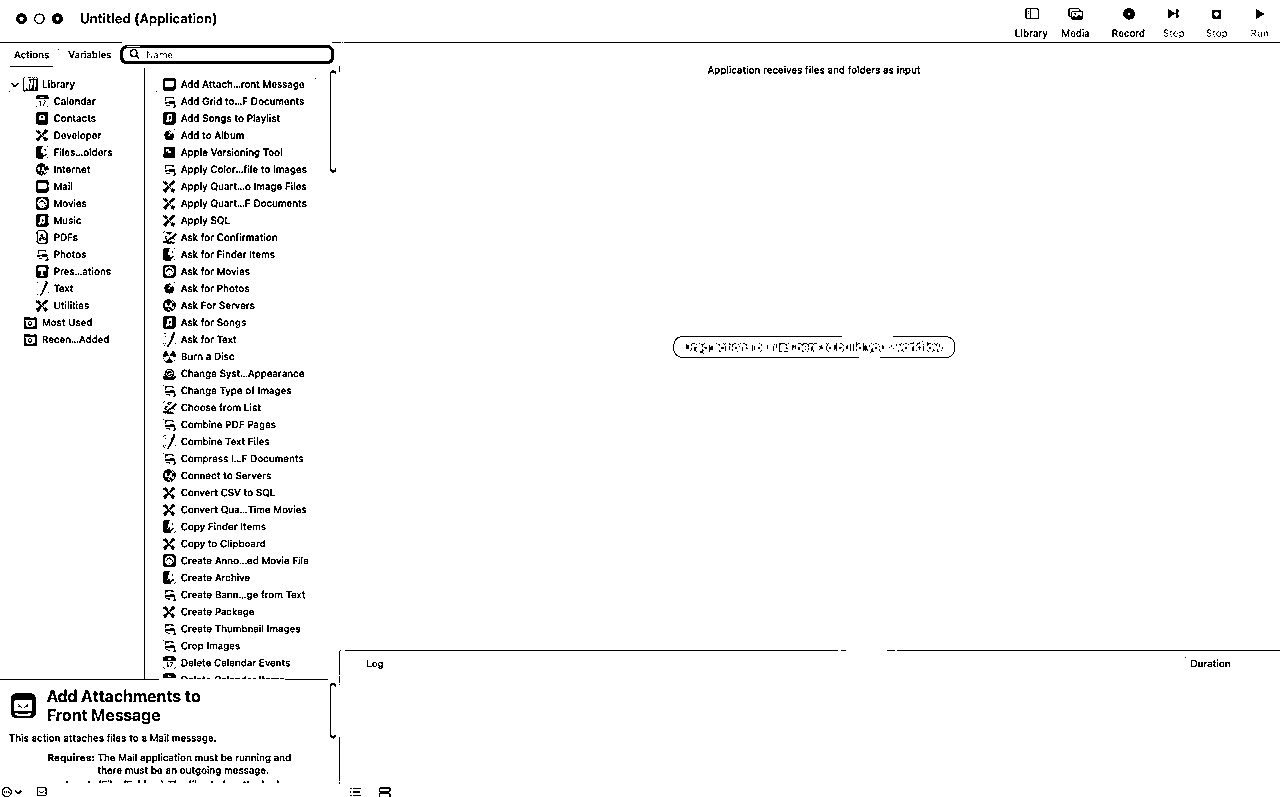 Untitled (Application)
Library
Media
Record
Step
Stop
Run
Actions
Variables
Name
Application receives files and folders as input
Library
Calendar
Contacts
Developer
Files...olders
Internet
Mail
Movies
Music
PDFs
Photos
Pres...ations
Text
Utilities
Most Used
Recen...Added
Add Attach...ront Message
Add Grid to...F Documents
Add Songs to Playlist
Add to Album
Apple Versioning Tool
Apply Color...file to Images
Apply Quart...o Image Files
Apply Quart...F Documents
Apply SQL
Ask for Confirmation
Ask for Finder Items
Ask for Movies
Ask for Photos
Ask For Servers
Ask for Songs
Ask for Text
Burn a Disc
Change Syst...Appearance
Change Type of Images
Choose from List
Combine PDF Pages
Combine Text Files
Compress I...F Documents
Connect to Servers
Convert CSV to SQL
Convert Qua...Time Movies
Copy Finder Items
Copy to Clipboard
Create Anno...ed Movie File
Create Archive
Create Bann...ge from Text
Create Package
Create Thumbnail Images
Crop Images
Delete Calendar Events
Log
Duration
Add Attachments to
Front Message
This action attaches files to a Mail message.
Requires: The Mail application must be running and
there must be an outgoing message.